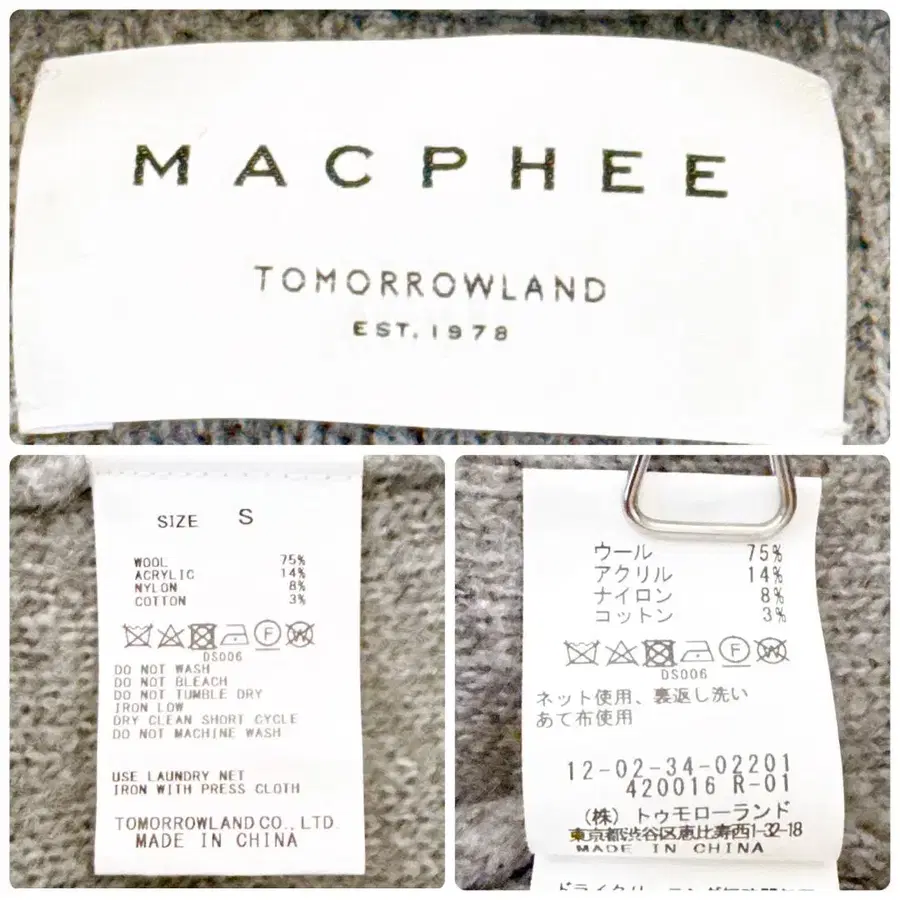 MACPHEE
TOMORROWLAND
EST. 1978
SIZE S
WOOL 75%
ACRYLIC 14%
NYLON 8%
COTTON 3%
F W
DS006
DO NOT WASH
DO NOT BLEACH
DO NOT TUMBLE DRY
IRON LOW
DRY CLEAN SHORT CYCLE
DO NOT MACHINE WASH
USE LAUNDRY NET
IRON WITH PRESS CLOTH
TOMORROWLAND CO., LTD.
MADE IN CHINA
ウール 75%
アクリル 14%
ナイロン 8%
コットン 3%
F W
DS006
ネット使用、裏返し洗い
あて布使用
12-02-34-02201
420016 R-01
(株) トゥモローランド
東京都渋谷区恵比寿西1-32-18
MADE IN CHINA